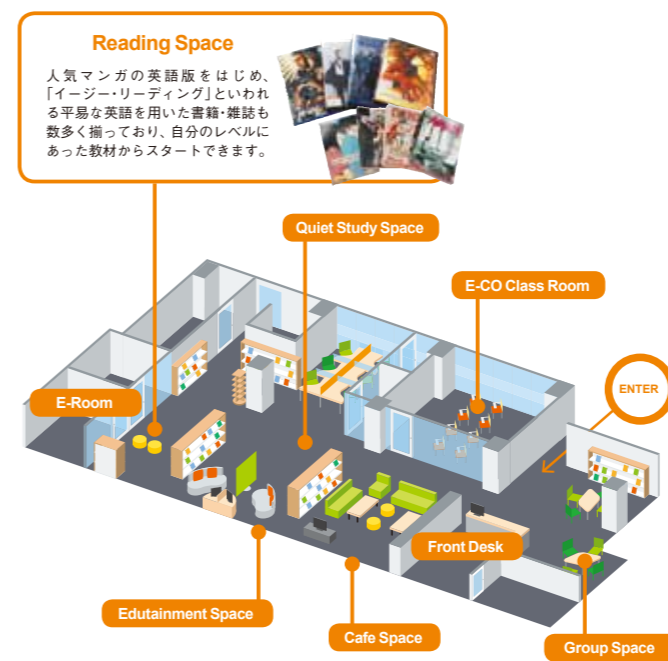 Reading Space
人気マンガの英語版をはじめ、
「イージー・リーディング」といわれ
る平易な英語を用いた書籍・雑誌も
数多く揃っており、自分のレベルに
あった教材からスタートできます。
Quiet Study Space
E-CO Class Room
ENTER
E-Room
Front Desk
Edutainment Space
Cafe Space
Group Space